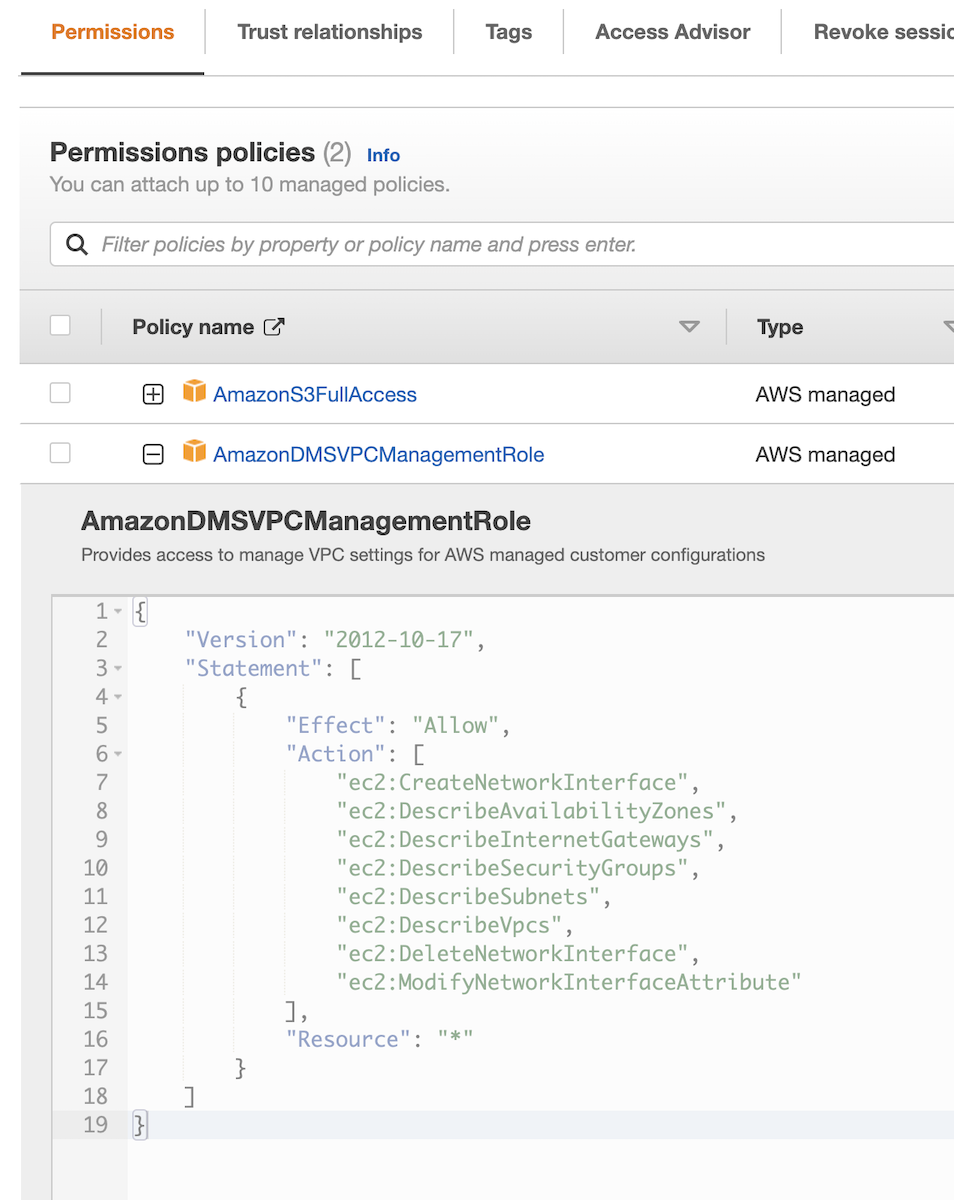 Permissions Trust relationships Tags Access Advisor Revoke
Permissions policies (2) Info
You can attach up to 10 managed policies.
Filter policies by property or policy name and press enter.
Policy name Type
AmazonS3FullAccess AWS managed
AmazonDMSVPCManagementRole AWS managed
AmazonDMSVPCManagementRole
Provides access to manage VPC settings for AWS managed customer configurations
1 {
2 "Version": "2012-10-17",
3 "Statement": [
4 {
5 "Effect": "Allow",
6 "Action": [
7 "ec2:CreateNetworkInterface",
8 "ec2:DescribeAvailabilityZones",
9 "ec2:DescribeInternetGateways",
10 "ec2:DescribeSecurityGroups",
11 "ec2:DescribeSubnets",
12 "ec2:DescribeVpcs",
13 "ec2:DeleteNetworkInterface",
14 "ec2:ModifyNetworkInterfaceAttribute"
15 ],
16 "Resource": "*"
17 }
18 ]
19 }